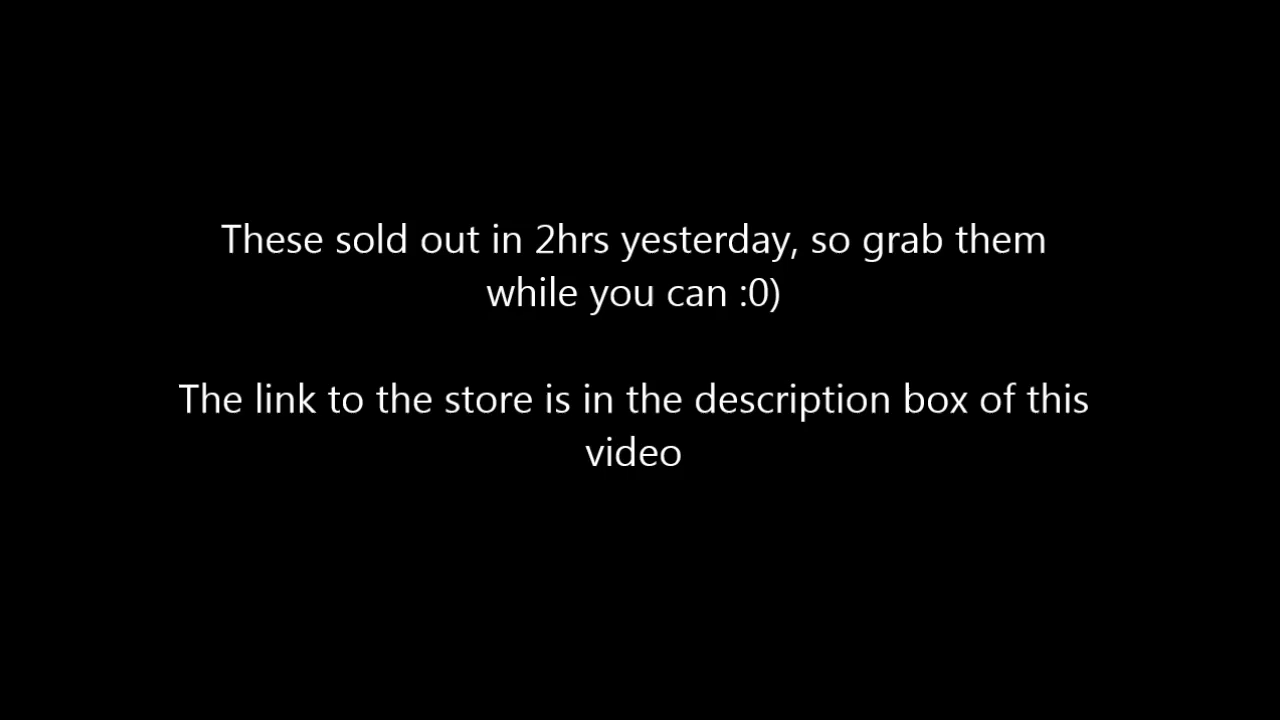 These sold out in 2hrs yesterday, so grab them
while you can :0)
The link to the store is in the description box of this
video